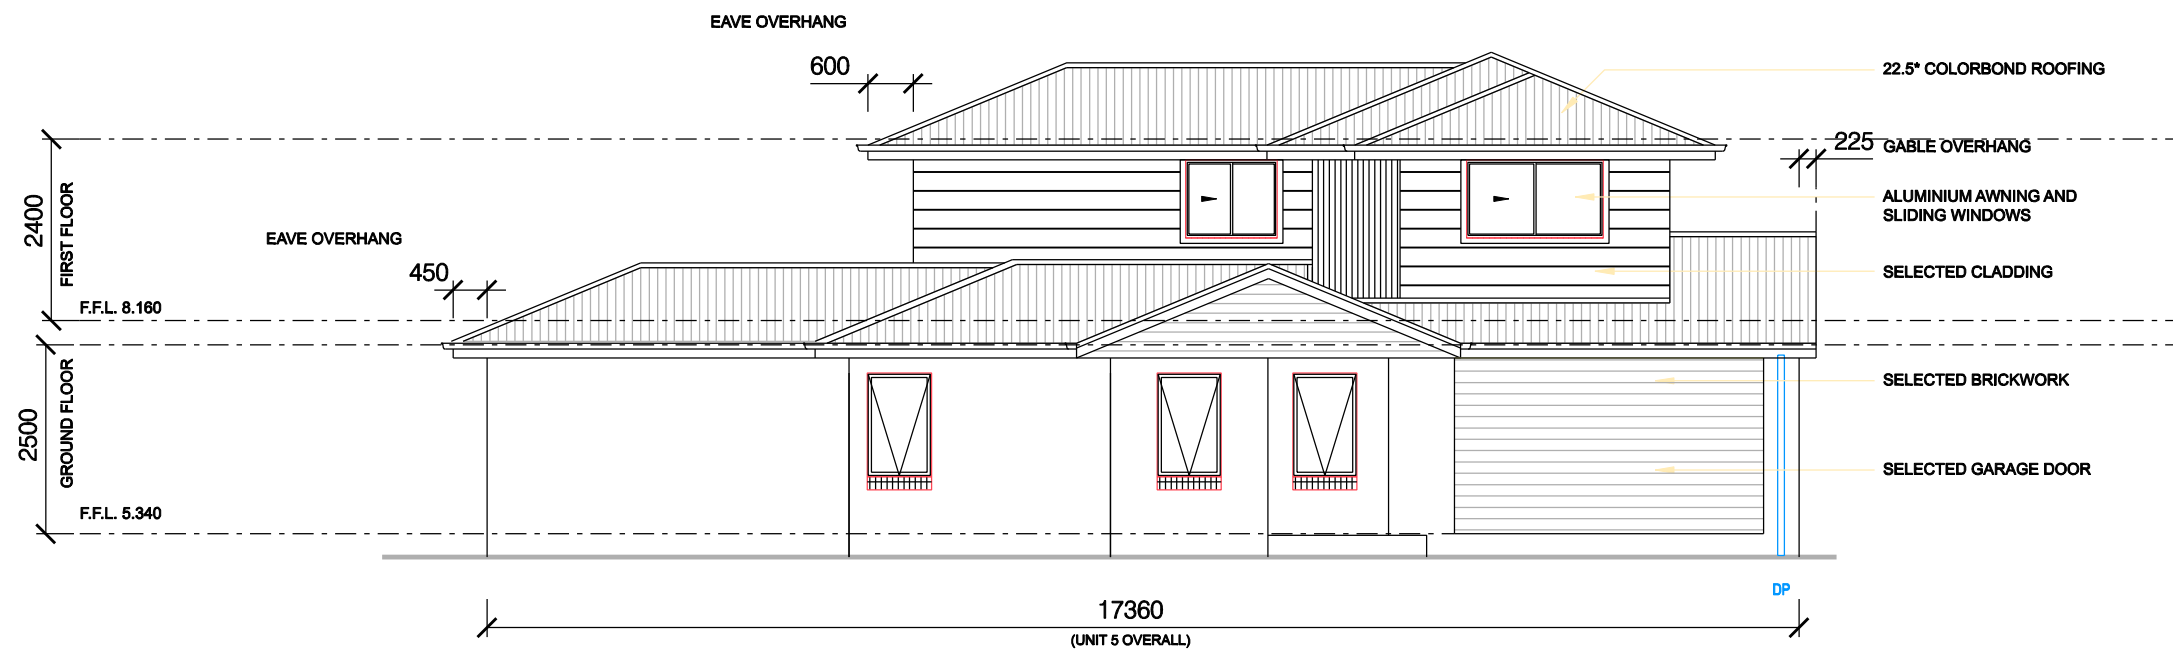 EAVE OVERHANG
600
22.5* COLORBOND ROOFING
225 GABLE OVERHANG
ALUMINIUM AWNING AND
SLIDING WINDOWS
2400
FIRST FLOOR
EAVE OVERHANG
450
SELECTED CLADDING
F.F.L. 8.160
2500
GROUND FLOOR
SELECTED BRICKWORK
SELECTED GARAGE DOOR
F.F.L. 5.340
DP
17360
(UNIT 5 OVERALL)